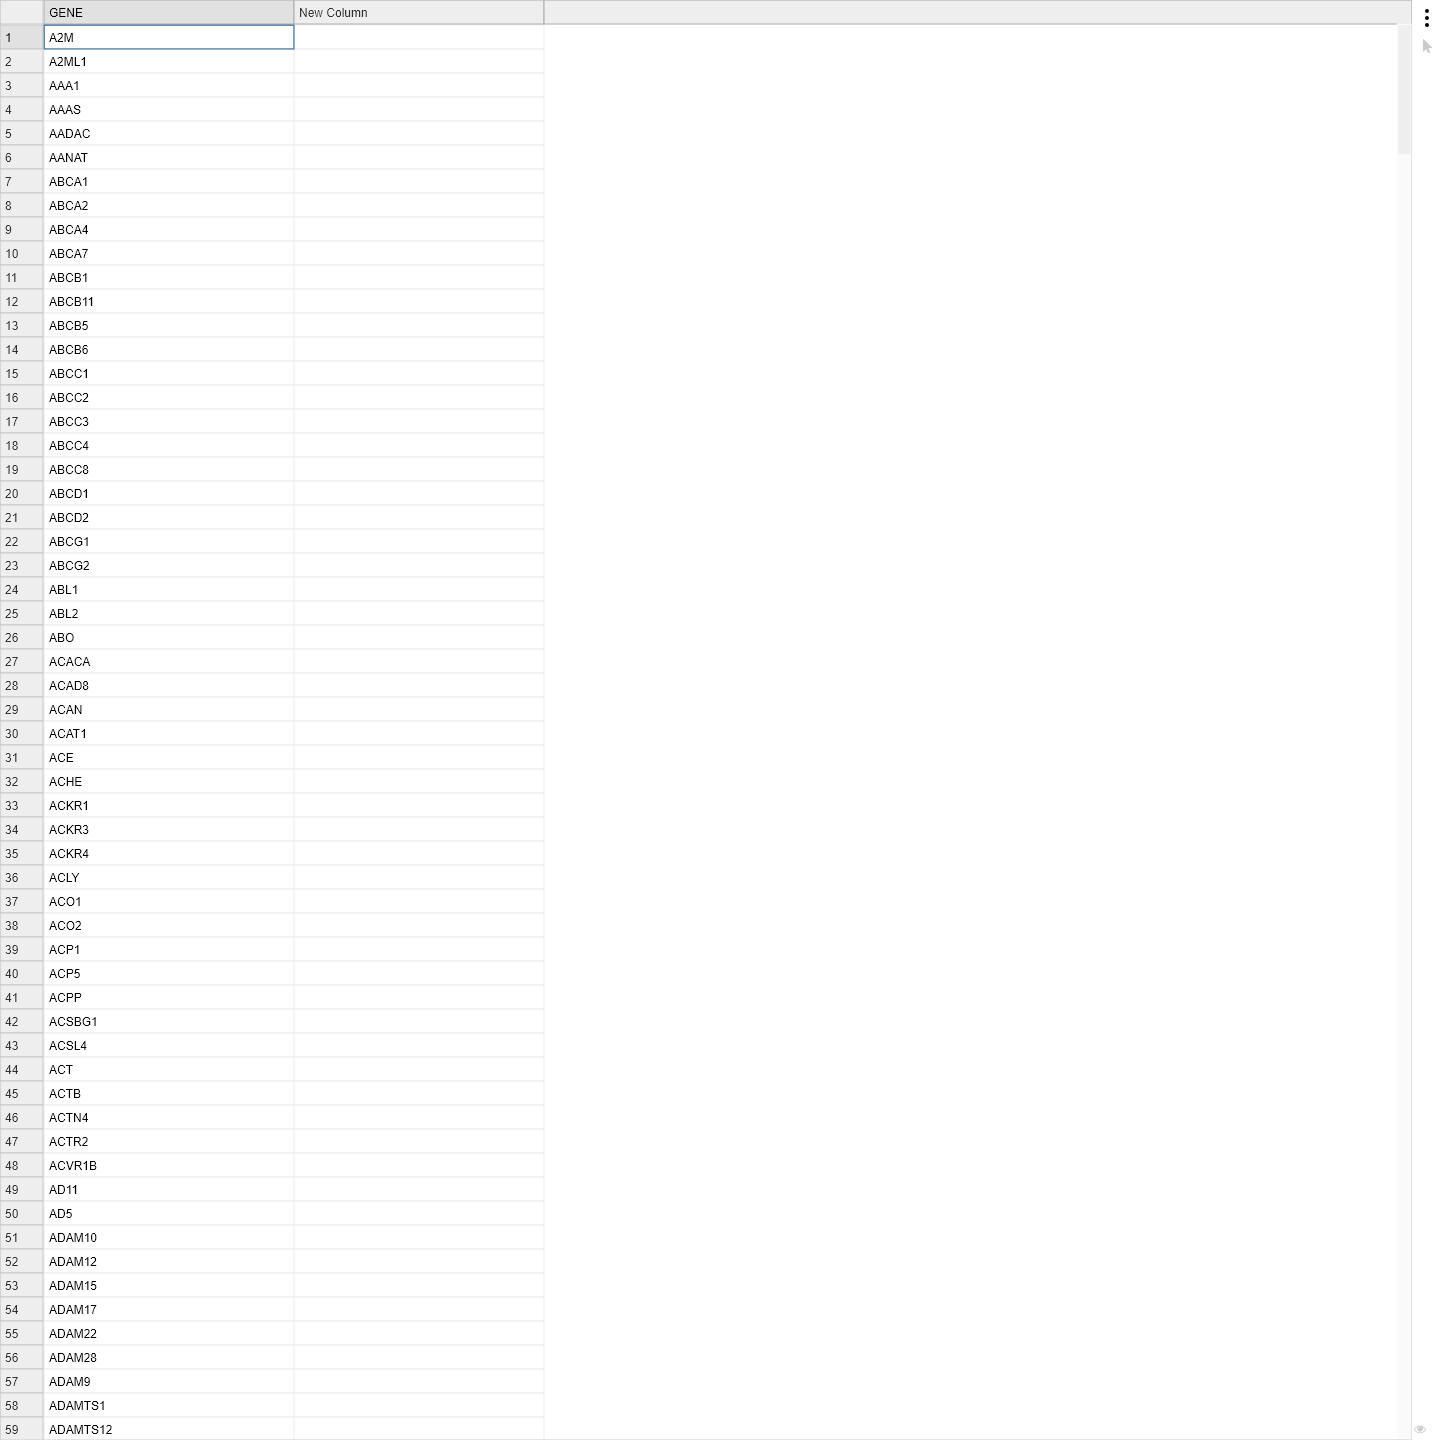 GENE New Column
1 A2M
2 A2ML1
3 AAA1
4 AAAS
5 AADAC
6 AANAT
7 ABCA1
8 ABCA2
9 ABCA4
10 ABCA7
11 ABCB1
12 ABCB11
13 ABCB5
14 ABCB6
15 ABCC1
16 ABCC2
17 ABCC3
18 ABCC4
19 ABCC8
20 ABCD1
21 ABCD2
22 ABCG1
23 ABCG2
24 ABL1
25 ABL2
26 ABO
27 ACACA
28 ACAD8
29 ACAN
30 ACAT1
31 ACE
32 ACHE
33 ACKR1
34 ACKR3
35 ACKR4
36 ACLY
37 ACO1
38 ACO2
39 ACP1
40 ACP5
41 ACPP
42 ACSBG1
43 ACSL4
44 ACT
45 ACTB
46 ACTN4
47 ACTR2
48 ACVR1B
49 AD11
50 AD5
51 ADAM10
52 ADAM12
53 ADAM15
54 ADAM17
55 ADAM22
56 ADAM28
57 ADAM9
58 ADAMTS1
59 ADAMTS12